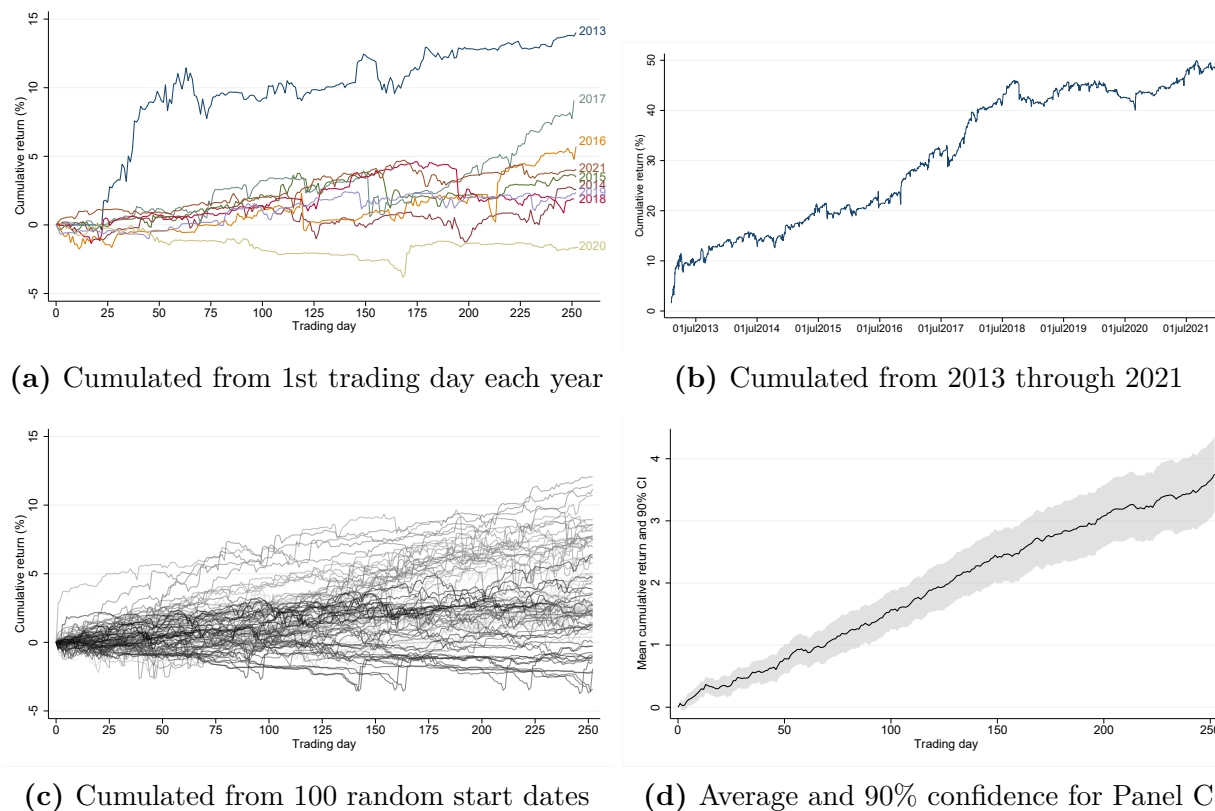 Cumulative return (%)
15
10
5
0
-5
2013
2017
2016
2021
2015
2014
2019
2018
2020
0 25 50 75 100 125 150 175 200 225 250
Trading day
(a) Cumulated from 1st trading day each year
Cumulative return (%)
50
40
30
20
10
0
01jul2013 01jul2014 01jul2015 01jul2016 01jul2017 01jul2018 01jul2019 01jul2020 01jul2021
(b) Cumulated from 2013 through 2021
Cumulative return (%)
15
10
5
0
-5
0 25 50 75 100 125 150 175 200 225 250
Trading day
(c) Cumulated from 100 random start dates
Mean cumulative return and 90% CI
4
3
2
1
0
0 50 100 150 200 250
Trading day
(d) Average and 90% confidence for Panel C